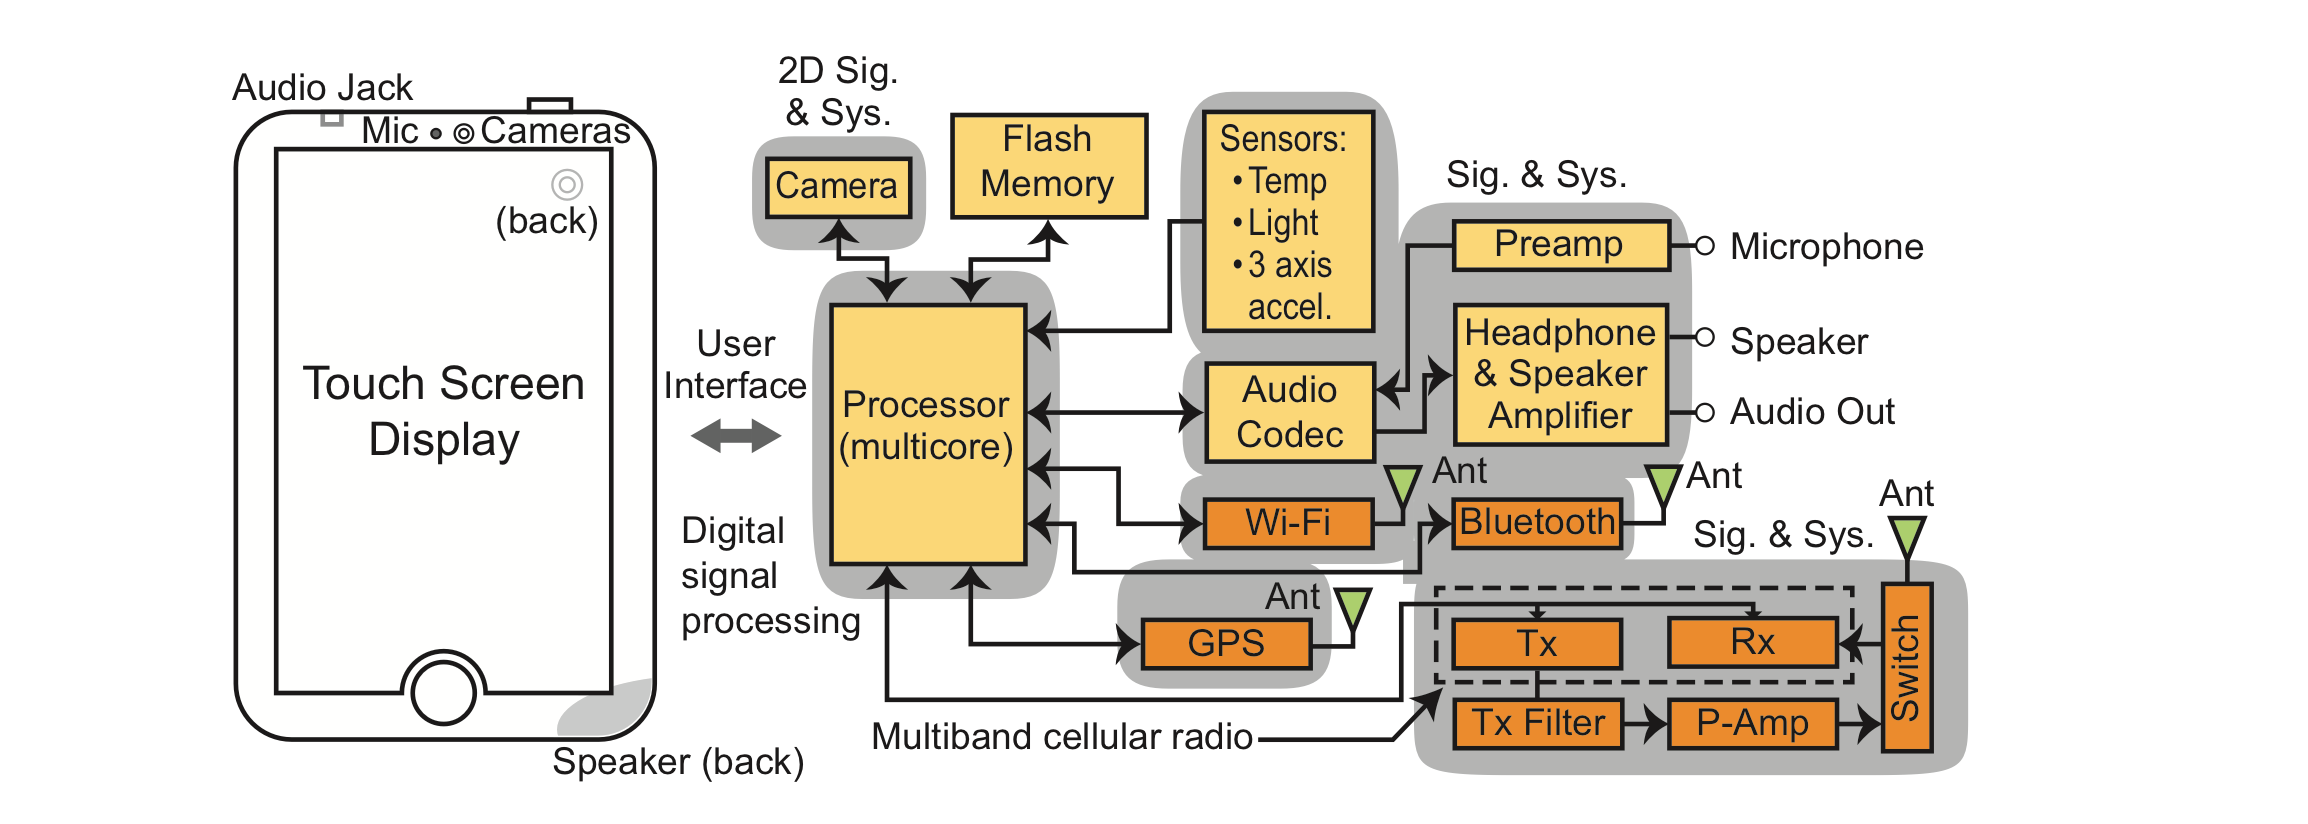 Audio Jack
Mic
Cameras
(back)
Touch Screen
Display
Speaker (back)
User
Interface
Digital
signal
processing
2D Sig.
& Sys.
Camera
Flash
Memory
Processor
(multicore)
Sensors:
• Temp
• Light
• 3 axis
accel.
Audio
Codec
Sig. & Sys.
Preamp
Microphone
Headphone
& Speaker
Amplifier
Speaker
Audio Out
Wi-Fi
Ant
Bluetooth
Ant
GPS
Ant
Sig. & Sys.
Ant
Tx
Rx
Switch
Tx Filter
P-Amp
Multiband cellular radio